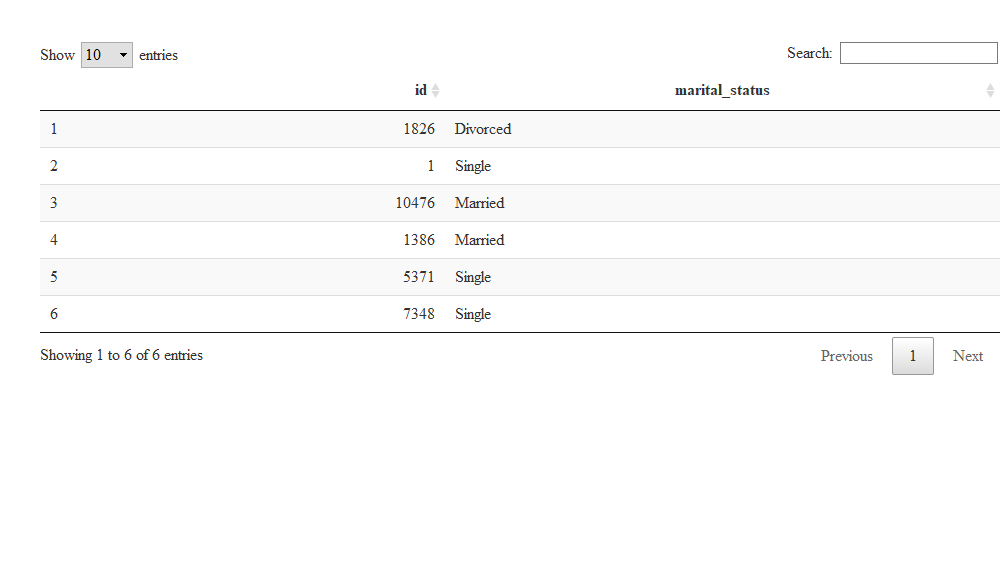 Show 10 entries Search:
id marital_status
1 1826 Divorced
2 1 Single
3 10476 Married
4 1386 Married
5 5371 Single
6 7348 Single
Showing 1 to 6 of 6 entries Previous 1 Next